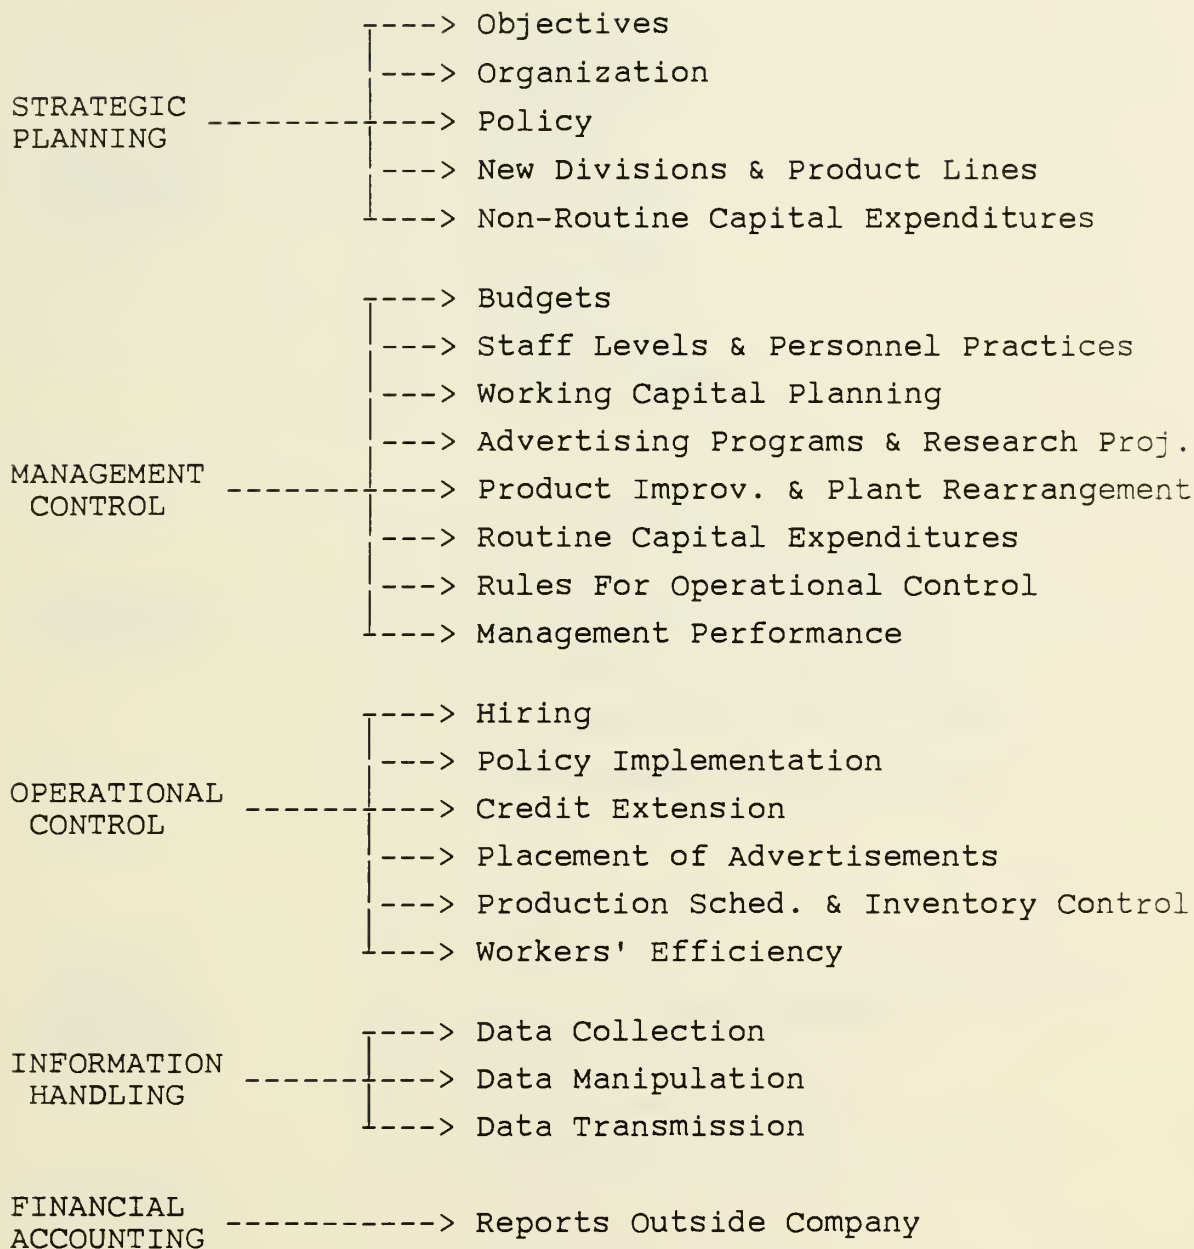 ----> Objectives
---> Organization
STRATEGIC
PLANNING ------------> Policy
---> New Divisions & Product Lines
----> Non-Routine Capital Expenditures
----> Budgets
---> Staff Levels & Personnel Practices
---> Working Capital Planning
---> Advertising Programs & Research Proj.
MANAGEMENT
CONTROL ------------> Product Improv. & Plant Rearrangement
---> Routine Capital Expenditures
---> Rules For Operational Control
----> Management Performance
----> Hiring
---> Policy Implementation
OPERATIONAL
CONTROL -----------> Credit Extension
---> Placement of Advertisements
---> Production Sched. & Inventory Control
----> Workers' Efficiency
----> Data Collection
INFORMATION
HANDLING -----------> Data Manipulation
----> Data Transmission
FINANCIAL
ACCOUNTING -----------> Reports Outside Company